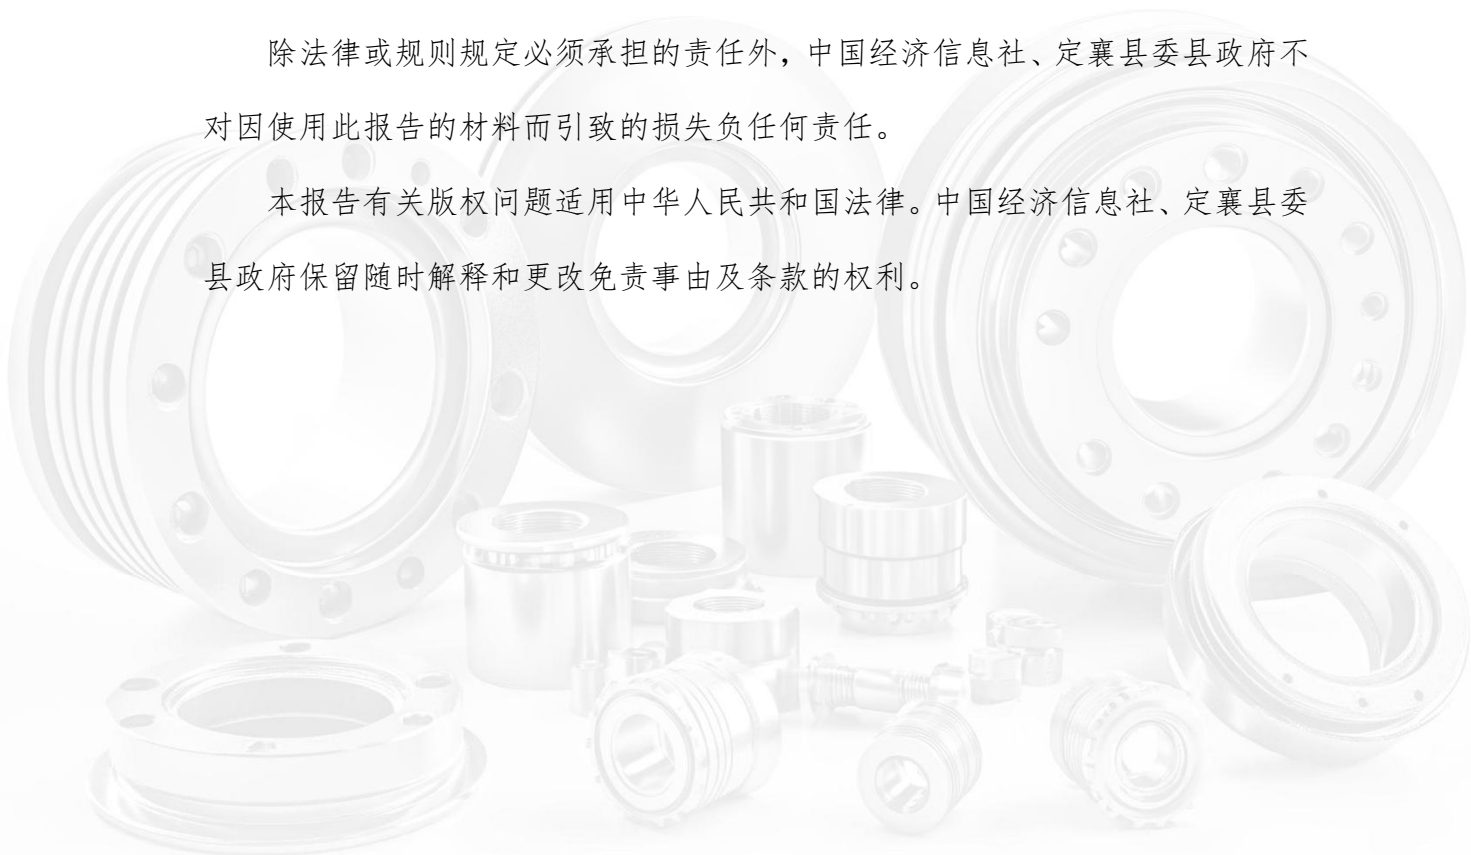 除法律或规则规定必须承担的责任外，中国经济信息社、定襄县委县政府不
对因使用此报告的材料而引致的损失负任何责任。
本报告有关版权问题适用中华人民共和国法律。中国经济信息社、定襄县委
县政府保留随时解释和更改免责事由及条款的权利。